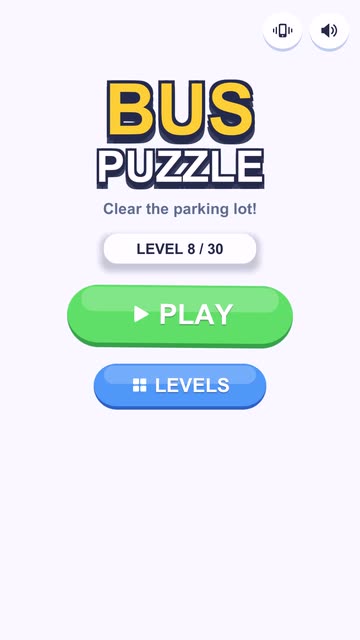 BUS
PUZZLE
Clear the parking lot!
LEVEL 8 / 30
PLAY
LEVELS